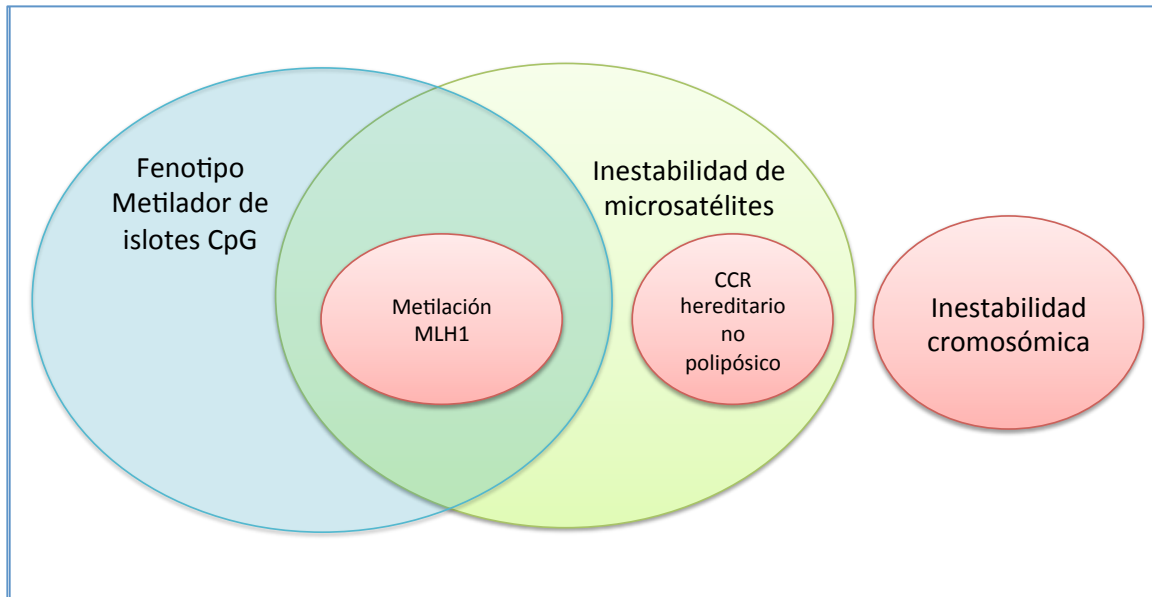 Fenotipo
Metilador de
islotes CpG
Inestabilidad de
microsatélites
Metilación
MLH1
CCR
hereditario
no
polipósico
Inestabilidad
cromosómica